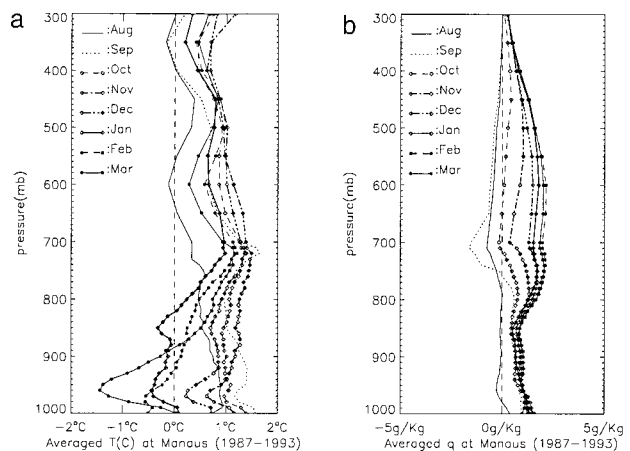 a
300
400
500
600
700
800
900
1000
pressure(mb)
:Aug
:Sep
:Oct
:Nov
:Dec
:Jan
:Feb
:Mar
−2°C −1°C 0°C 1°C 2°C
Averaged T(C) at Manaus (1987−1993)
b
300
400
500
600
700
800
900
1000
pressure(mb)
:Aug
:Sep
:Oct
:Nov
:Dec
:Jan
:Feb
:Mar
−5g/Kg 0g/Kg 5g/Kg
Averaged q at Manaus (1987−1993)